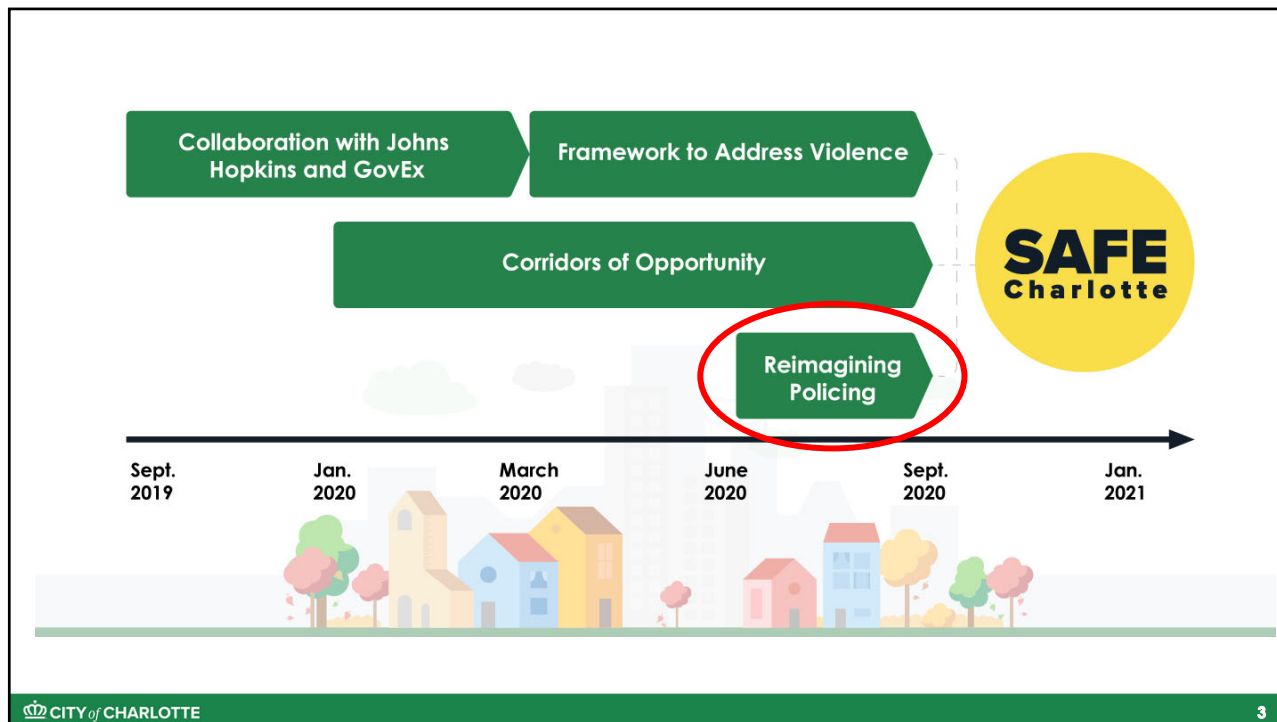 Collaboration with Johns
Hopkins and GovEx
Framework to Address Violence
Corridors of Opportunity
SAFE
Charlotte
Reimagining
Policing
Sept.
2019
Jan.
2020
March
2020
June
2020
Sept.
2020
Jan.
2021
CITY of CHARLOTTE
3